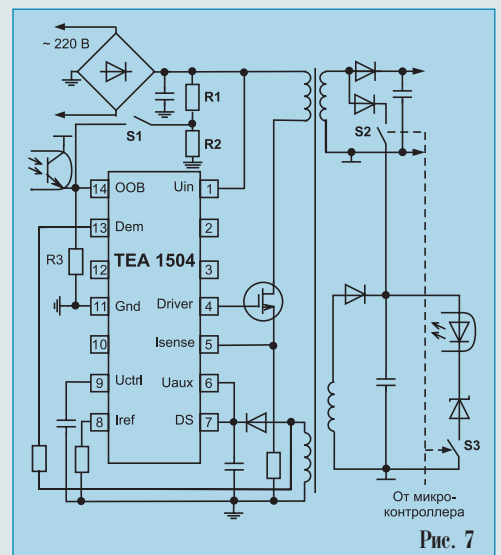 ~ 220 В
R1
S1
R2
S2
14 OOB Uin 1
13 Dem 2
R3 12 TEA 1504 3
11 Gnd Driver 4
10 Isense 5
9 Uctrl Uaux 6
8 Iref DS 7
S3
От микро-
контроллера
Рис. 7